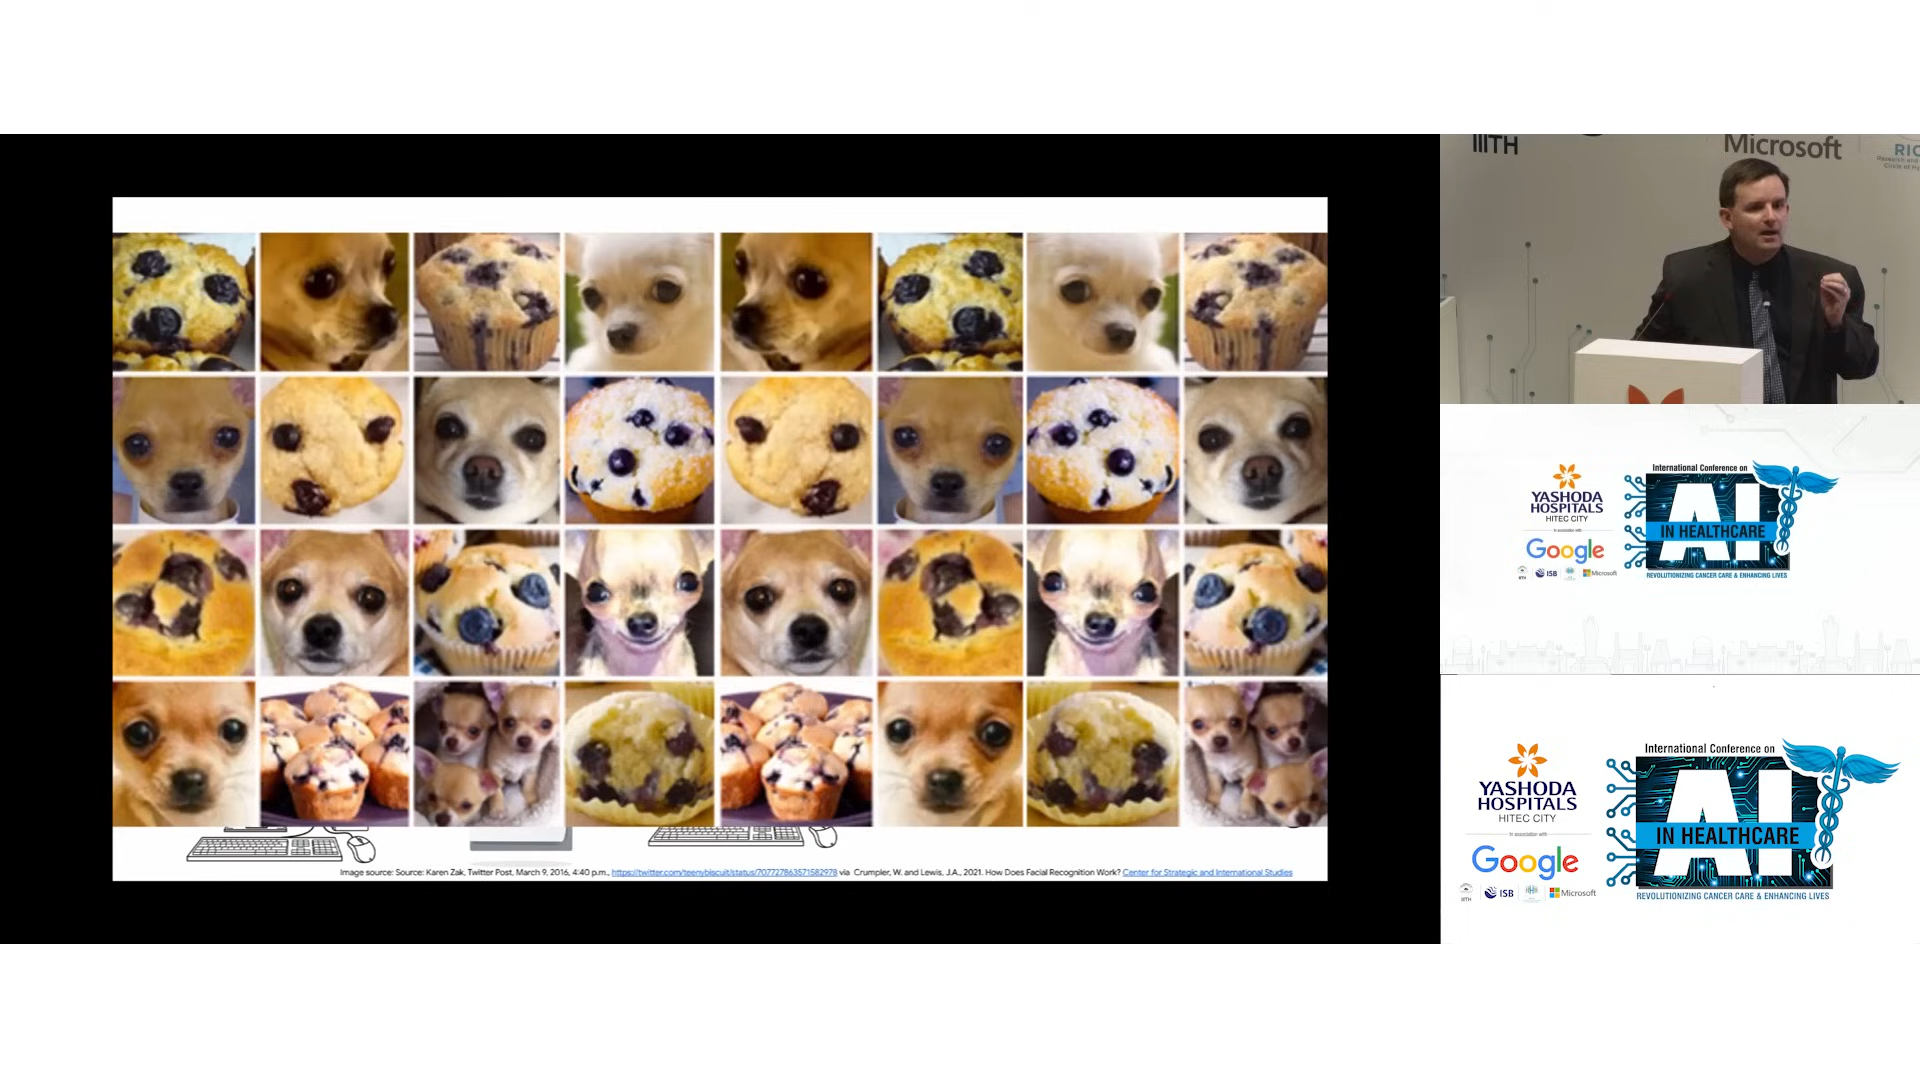 Image source: Source: Karen Zak, Twitter Post, March 9, 2016, 4:40 p.m., https://twitter.com/teenybiscuit/status/707727863571582978 via Crumpler, W. and Lewis, J.A., 2021. How Does Facial Recognition Work? Center for Strategic and International Studies
IIITH
Microsoft
RIC
International Conference on
YASHODA
HOSPITALS
HITEC CITY
In association with
AI
IN HEALTHCARE
Google
IIITH
ISB
Microsoft
REVOLUTIONIZING CANCER CARE & ENHANCING LIVES
International Conference on
YASHODA
HOSPITALS
HITEC CITY
In association with
AI
IN HEALTHCARE
Google
IIITH
ISB
Microsoft
REVOLUTIONIZING CANCER CARE & ENHANCING LIVES